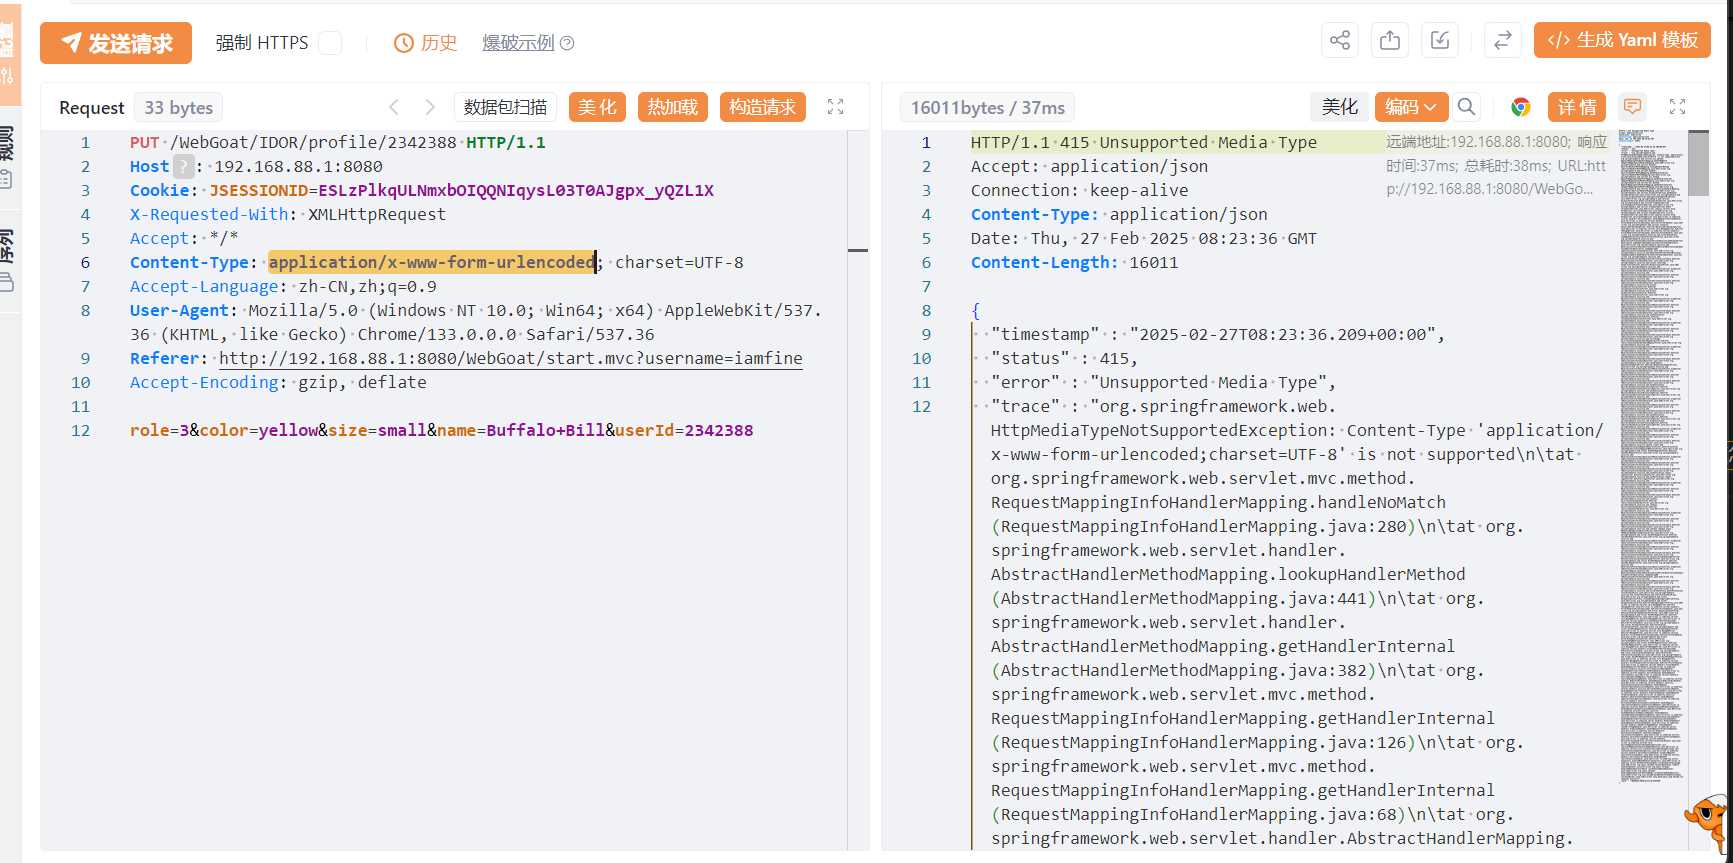 配置
规则
序列
发送请求 强制 HTTPS 历史 爆破示例 生成 Yaml 模板
Request 33 bytes 数据包扫描 美化 热加载 构造请求
1 PUT /WebGoat/IDOR/profile/2342388 HTTP/1.1
2 Host ? : 192.168.88.1:8080
3 Cookie: JSESSIONID=ESLzPlkqULNmxbOIQQNIqysL03T0AJgpx_yQZL1X
4 X-Requested-With: XMLHttpRequest
5 Accept: */*
6 Content-Type: application/x-www-form-urlencoded; charset=UTF-8
7 Accept-Language: zh-CN,zh;q=0.9
8 User-Agent: Mozilla/5.0 (Windows NT 10.0; Win64; x64) AppleWebKit/537.
36 (KHTML, like Gecko) Chrome/133.0.0.0 Safari/537.36
9 Referer: http://192.168.88.1:8080/WebGoat/start.mvc?username=iamfine
10 Accept-Encoding: gzip, deflate
11
12 role=3&color=yellow&size=small&name=Buffalo+Bill&userId=2342388
16011bytes / 37ms 美化 编码 详情
1 HTTP/1.1 415 Unsupported Media Type
远端地址:192.168.88.1:8080; 响应
时间:37ms; 总耗时:38ms; URL:htt
p://192.168.88.1:8080/WebGo...
2 Accept: application/json
3 Connection: keep-alive
4 Content-Type: application/json
5 Date: Thu, 27 Feb 2025 08:23:36 GMT
6 Content-Length: 16011
7
8 {
9 "timestamp" : "2025-02-27T08:23:36.209+00:00",
10 "status" : 415,
11 "error" : "Unsupported Media Type",
12 "trace" : "org.springframework.web.
HttpMediaTypeNotSupportedException: Content-Type 'application/
x-www-form-urlencoded;charset=UTF-8' is not supported\n\tat
org.springframework.web.servlet.mvc.method.
RequestMappingInfoHandlerMapping.handleNoMatch
(RequestMappingInfoHandlerMapping.java:280)\n\tat org.
springframework.web.servlet.handler.
AbstractHandlerMethodMapping.lookupHandlerMethod
(AbstractHandlerMethodMapping.java:441)\n\tat org.
springframework.web.servlet.handler.
AbstractHandlerMethodMapping.getHandlerInternal
(AbstractHandlerMethodMapping.java:382)\n\tat org.
springframework.web.servlet.mvc.method.
RequestMappingInfoHandlerMapping.getHandlerInternal
(RequestMappingInfoHandlerMapping.java:126)\n\tat org.
springframework.web.servlet.mvc.method.
RequestMappingInfoHandlerMapping.getHandlerInternal
(RequestMappingInfoHandlerMapping.java:68)\n\tat org.
springframework.web.servlet.handler.AbstractHandlerMapping.